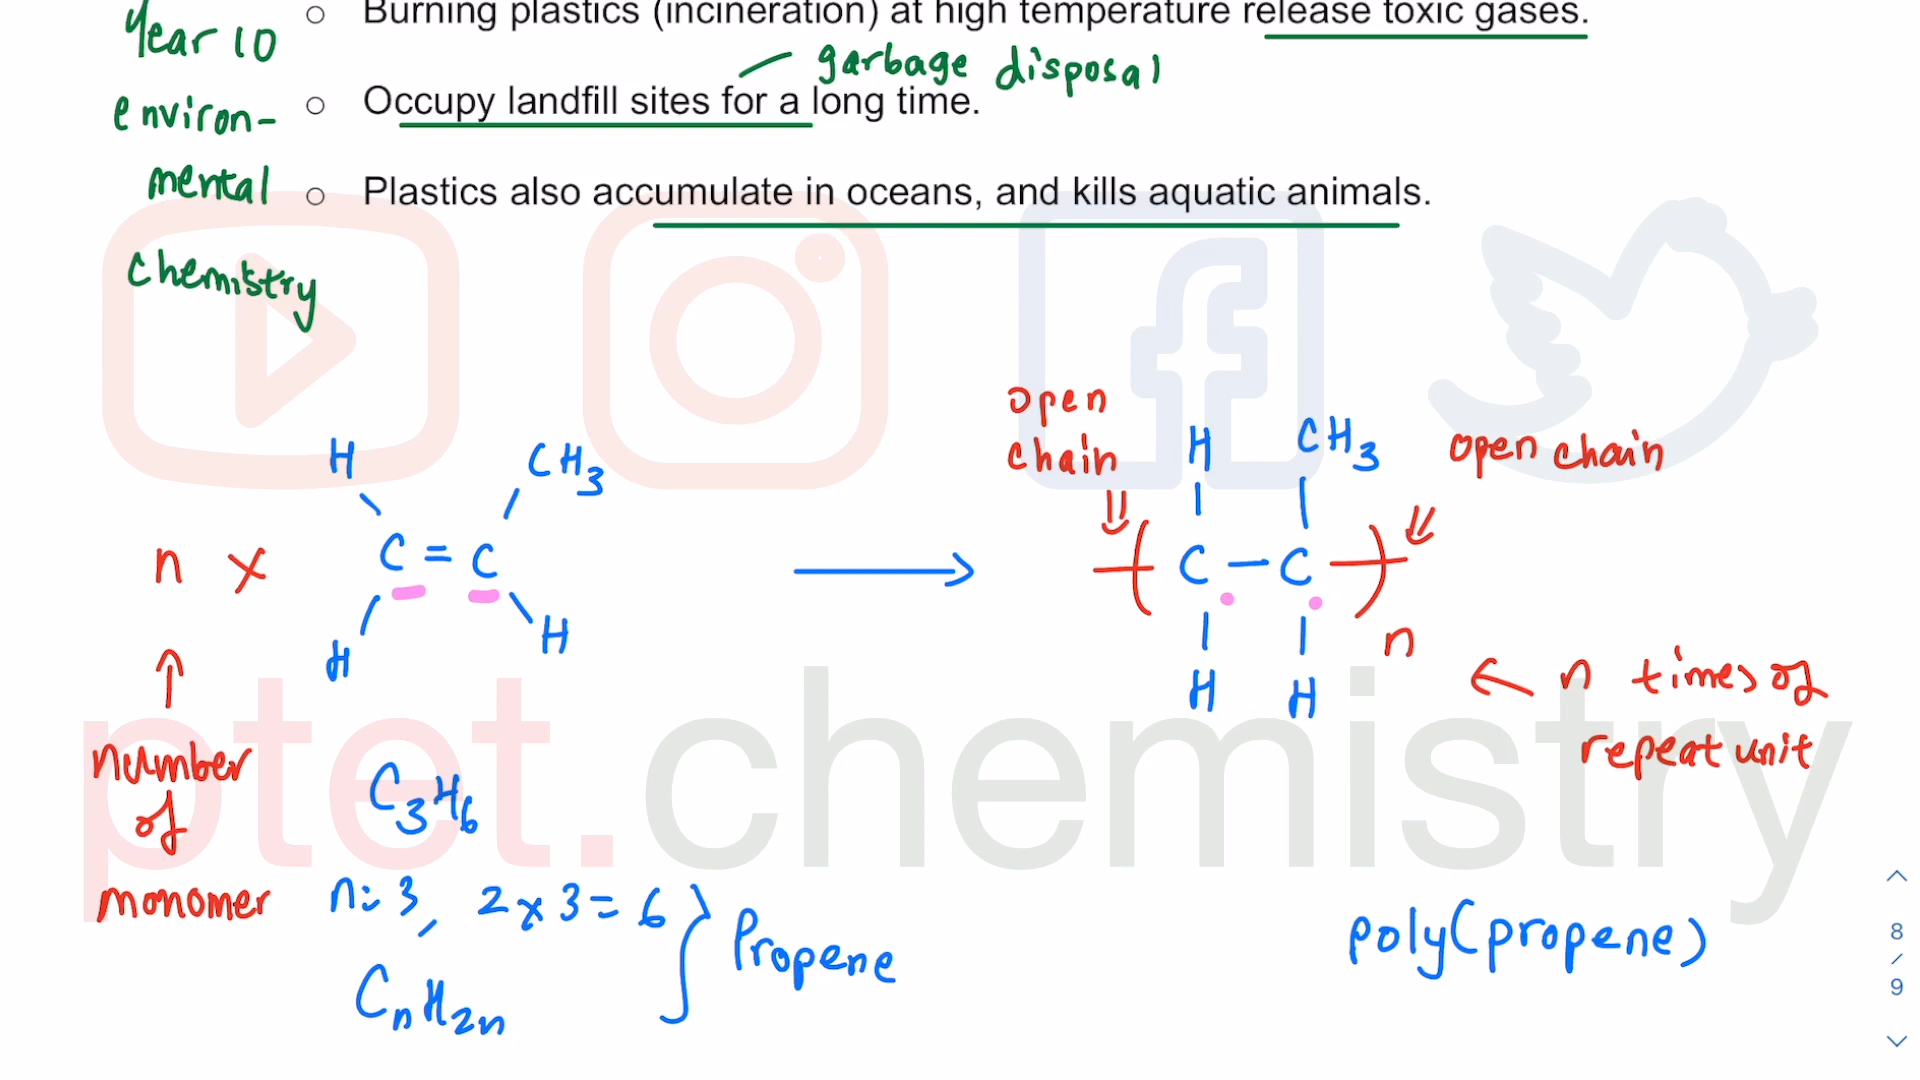 ○ Burning plastics (incineration) at high temperature release toxic gases.
garbage disposal
○ Occupy landfill sites for a long time.
○ Plastics also accumulate in oceans, and kills aquatic animals.
Year 10
environ-
mental
chemistry
n ×
H
CH3
C = C
H
H
↑
number
of
monomer
C3H6
n = 3, 2 × 3 = 6
CnH2n
Propene
→
open
chain
open chain
H
CH3
C – C
H
H
n
← n times of
repeat unit
poly(propene)
ptet.chemistry
8
/
9